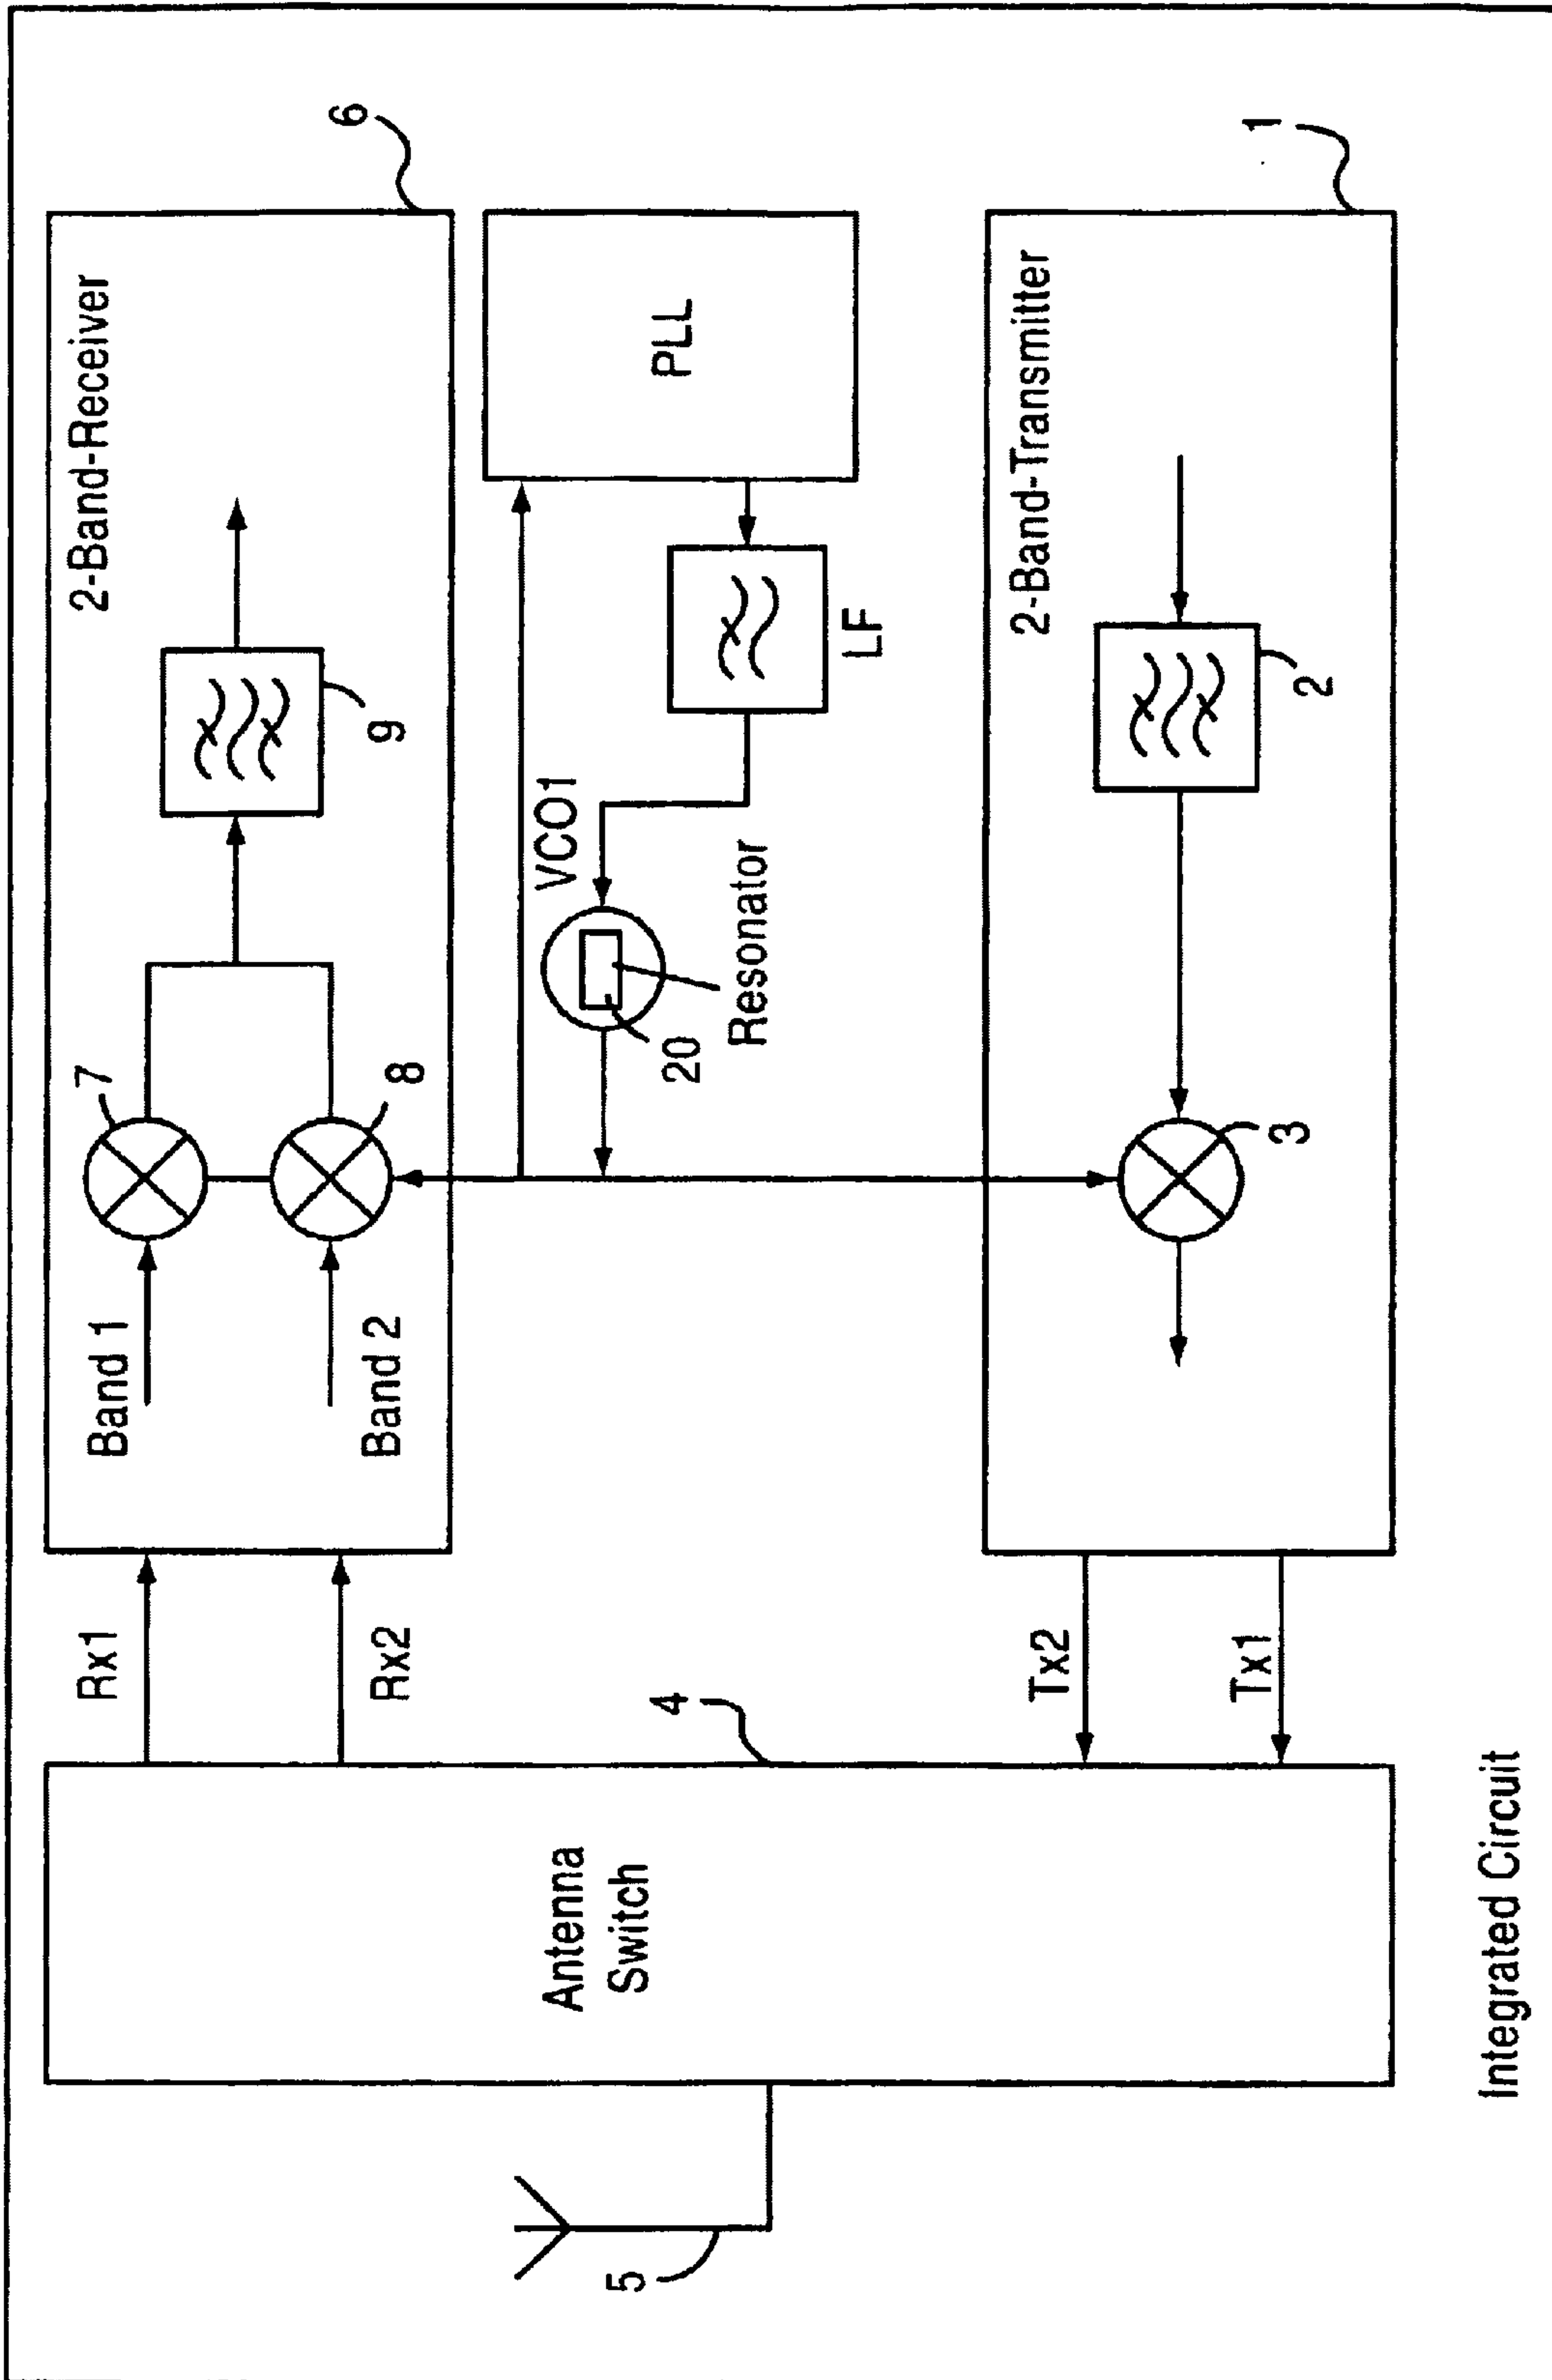 2-Band-Receiver
6
Band 1
7
Band 2
8
9
Rx1
Rx2
VCO1
PLL
20
Resonator
LF
Antenna
Switch
4
5
2-Band-Transmitter
1
Tx2
Tx1
3
2
Integrated Circuit